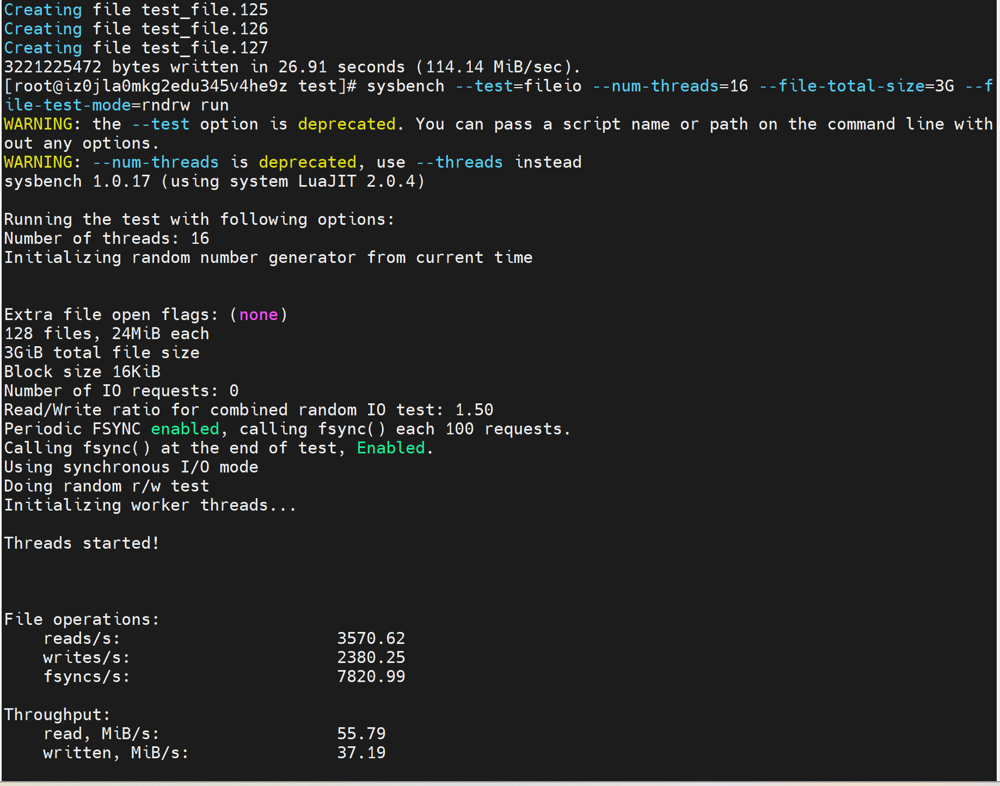 Creating file test_file.125
Creating file test_file.126
Creating file test_file.127
3221225472 bytes written in 26.91 seconds (114.14 MiB/sec).
[root@iz0jla0mkg2edu345v4he9z test]# sysbench --test=fileio --num-threads=16 --file-total-size=3G --f
ile-test-mode=rndrw run
WARNING: the --test option is deprecated. You can pass a script name or path on the command line with
out any options.
WARNING: --num-threads is deprecated, use --threads instead
sysbench 1.0.17 (using system LuaJIT 2.0.4)
Running the test with following options:
Number of threads: 16
Initializing random number generator from current time
Extra file open flags: (none)
128 files, 24MiB each
3GiB total file size
Block size 16KiB
Number of IO requests: 0
Read/Write ratio for combined random IO test: 1.50
Periodic FSYNC enabled, calling fsync() each 100 requests.
Calling fsync() at the end of test, Enabled.
Using synchronous I/O mode
Doing random r/w test
Initializing worker threads...
Threads started!
File operations:
    reads/s:                      3570.62
    writes/s:                     2380.25
    fsyncs/s:                     7820.99
Throughput:
    read, MiB/s:                  55.79
    written, MiB/s:               37.19